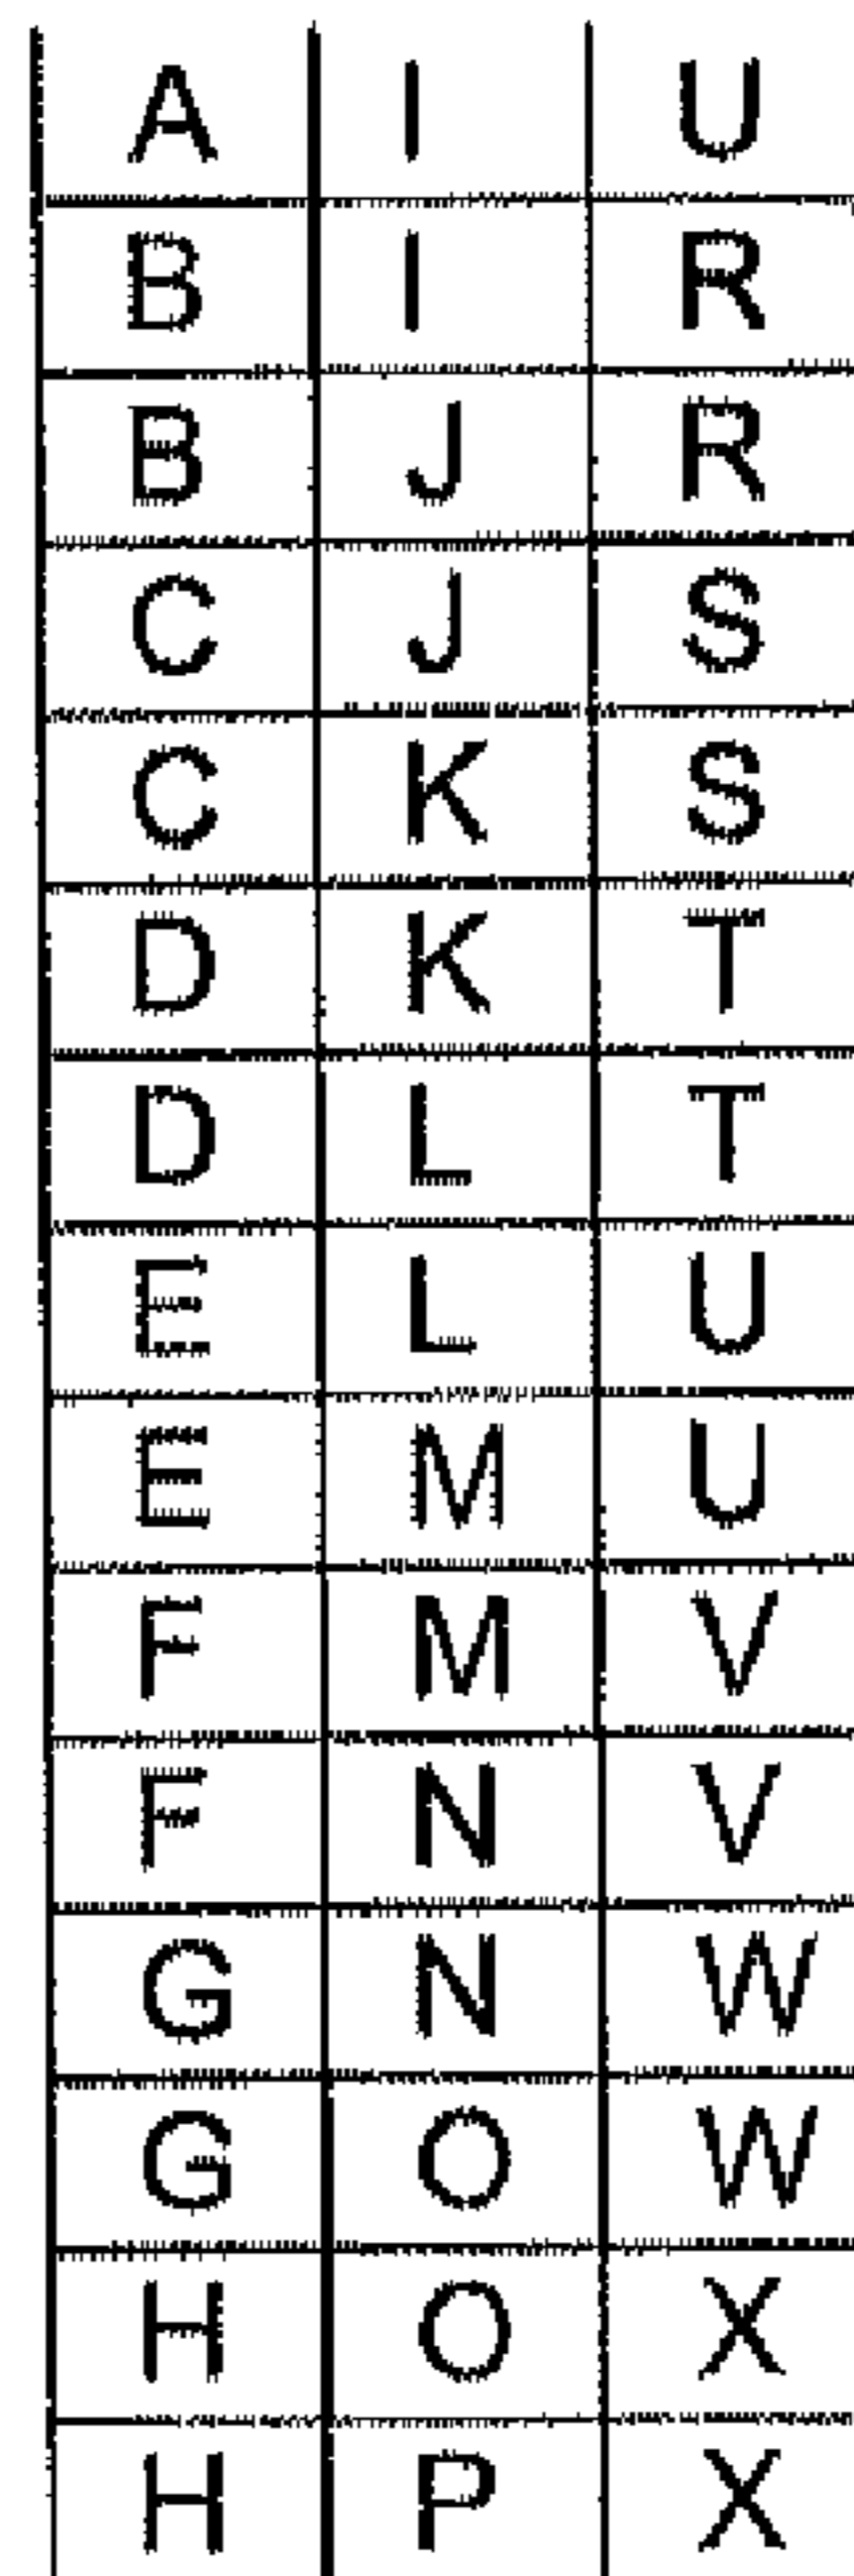 A I U
B I R
B J R
C J S
C K S
D K T
D L T
E L U
E M U
F M V
F N V
G N W
G O W
H O X
H P X